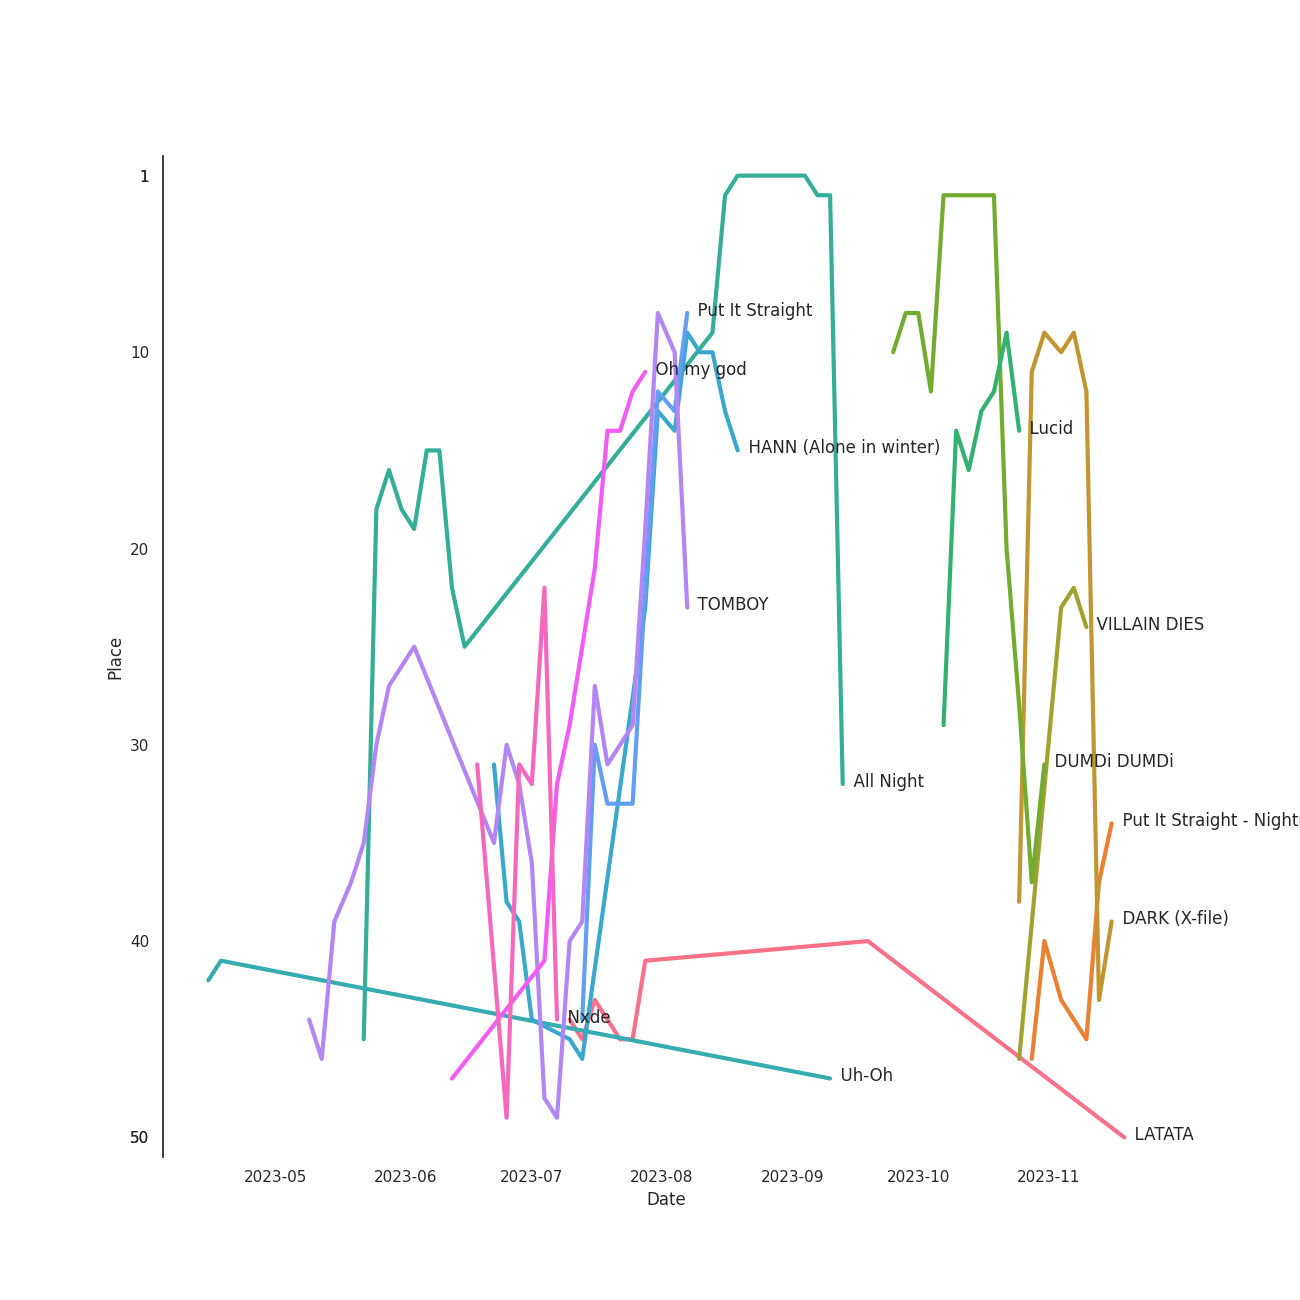 1
Put It Straight
10
Oh my god
Lucid
HANN (Alone in winter)
20
TOMBOY
VILLAIN DIES
Place
30
DUMDi DUMDi
All Night
Put It Straight - Night
DARK (X-file)
40
Nxde
Uh-Oh
50
LATATA
2023-05 2023-06 2023-07 2023-08 2023-09 2023-10 2023-11
Date